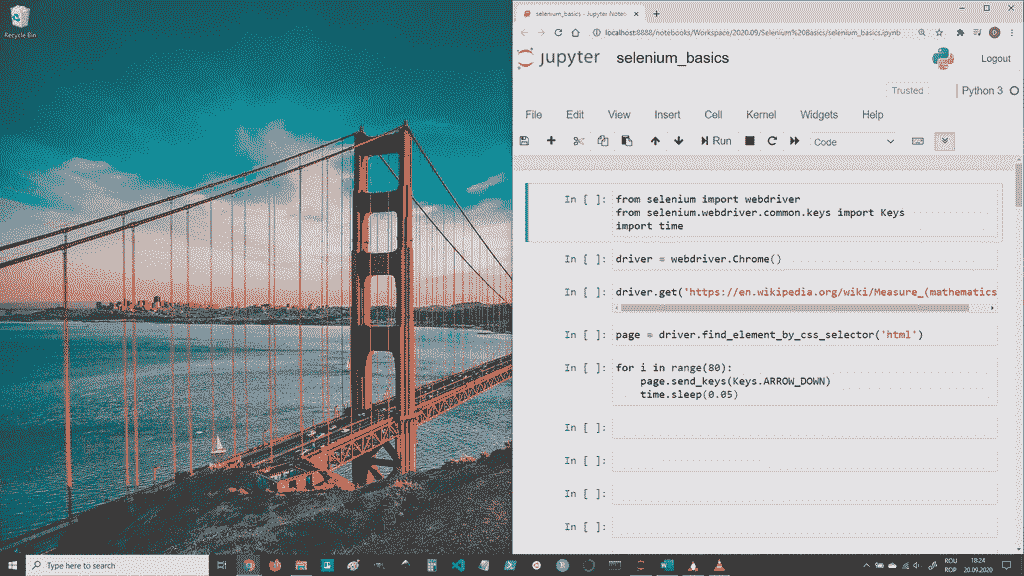 Recycle Bin
selenium_basics - Jupyter Noteb
localhost:8888/notebooks/Workspace/2020.09/Selenium%20Basics/selenium_basics.ipynb
jupyter selenium_basics Logout
Trusted Python 3
File Edit View Insert Cell Kernel Widgets Help
Run Code
In [ ]: from selenium import webdriver
from selenium.webdriver.common.keys import Keys
import time
In [ ]: driver = webdriver.Chrome()
In [ ]: driver.get('https://en.wikipedia.org/wiki/Measure_(mathematics
In [ ]: page = driver.find_element_by_css_selector('html')
In [ ]: for i in range(80):
page.send_keys(Keys.ARROW_DOWN)
time.sleep(0.05)
In [ ]:
In [ ]:
In [ ]:
In [ ]:
Type here to search
ROU 18:24
ROP 20.09.2020